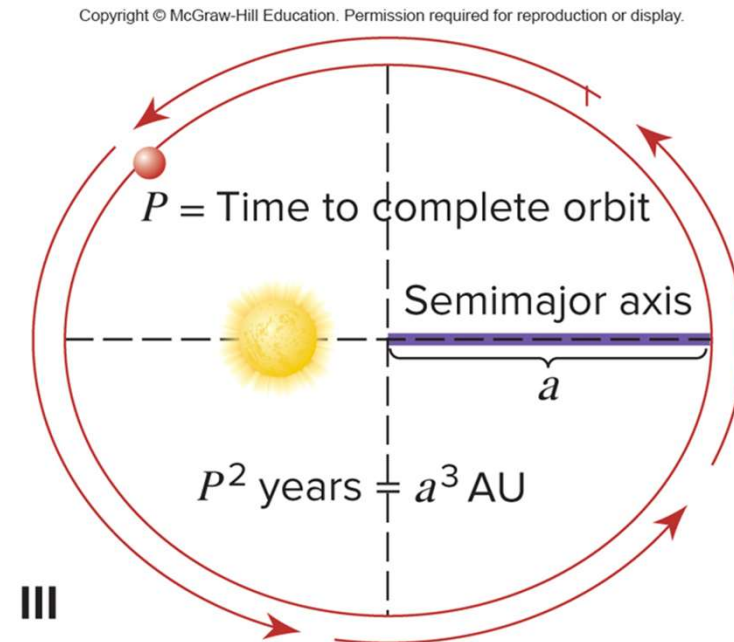 Copyright © McGraw-Hill Education. Permission required for reproduction or display.
P = Time to complete orbit
Semimajor axis
a
P² years = a³ AU
III